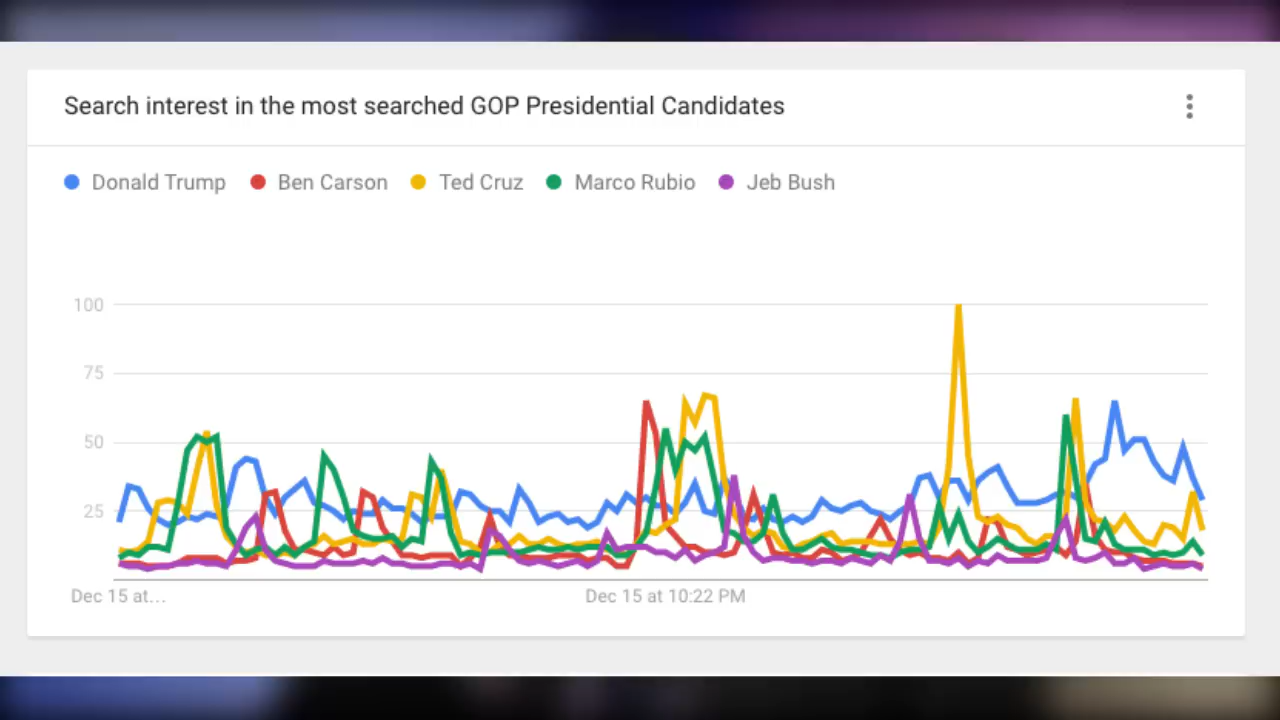 Search interest in the most searched GOP Presidential Candidates
Donald Trump Ben Carson Ted Cruz Marco Rubio Jeb Bush
100
75
50
25
Dec 15 at... Dec 15 at 10:22 PM